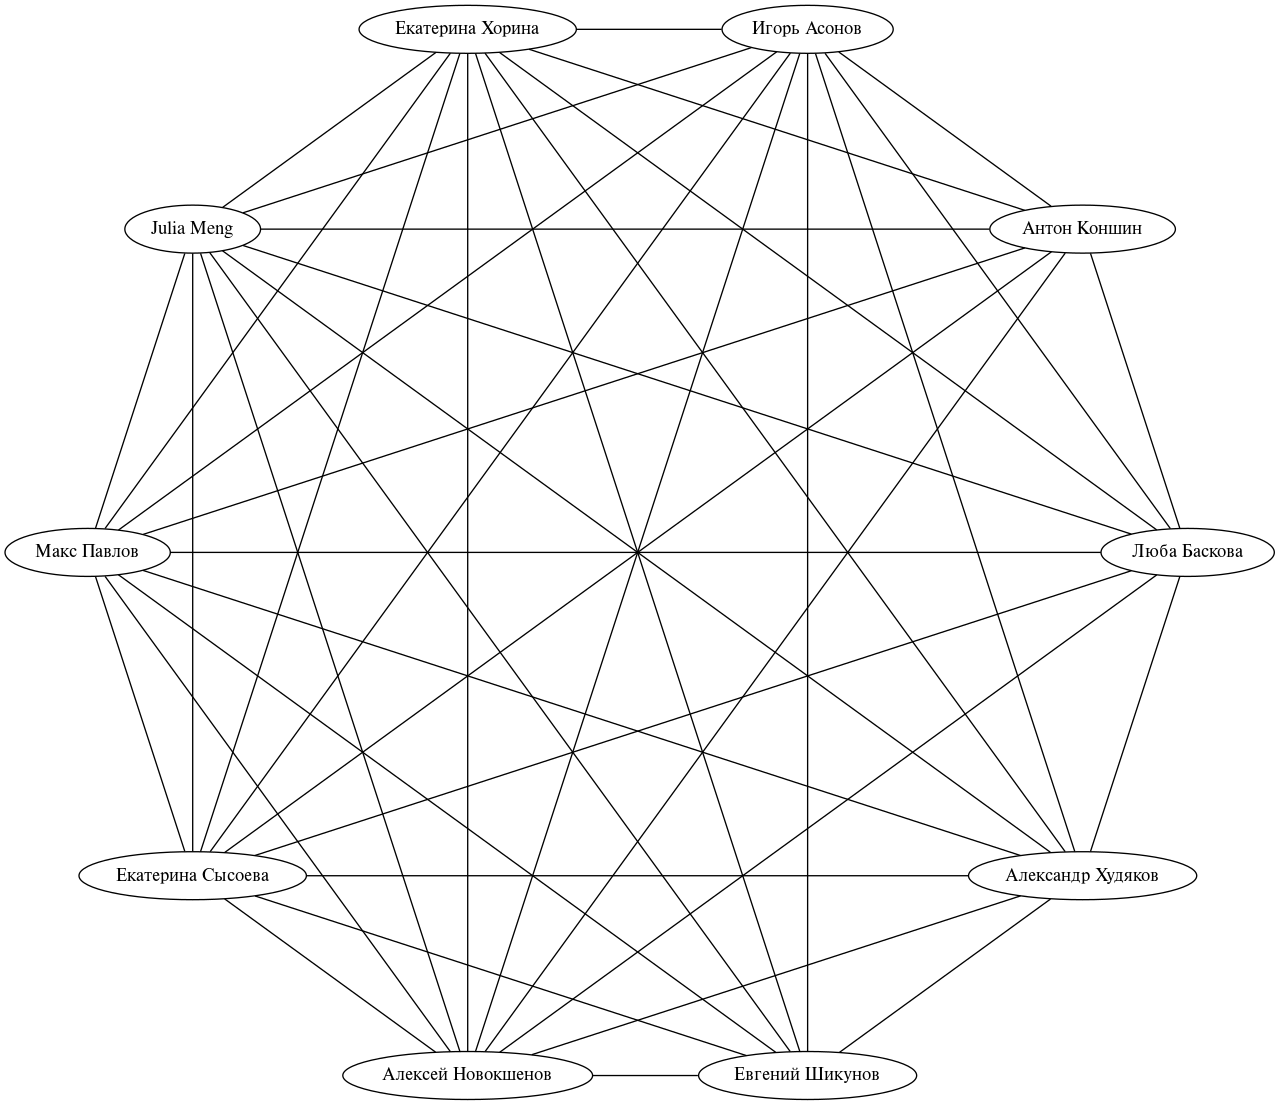 Екатерина Хорина
Игорь Асонов
Julia Meng
Антон Коншин
Макс Павлов
Люба Баскова
Екатерина Сысоева
Александр Худяков
Алексей Новокшенов
Евгений Шикунов